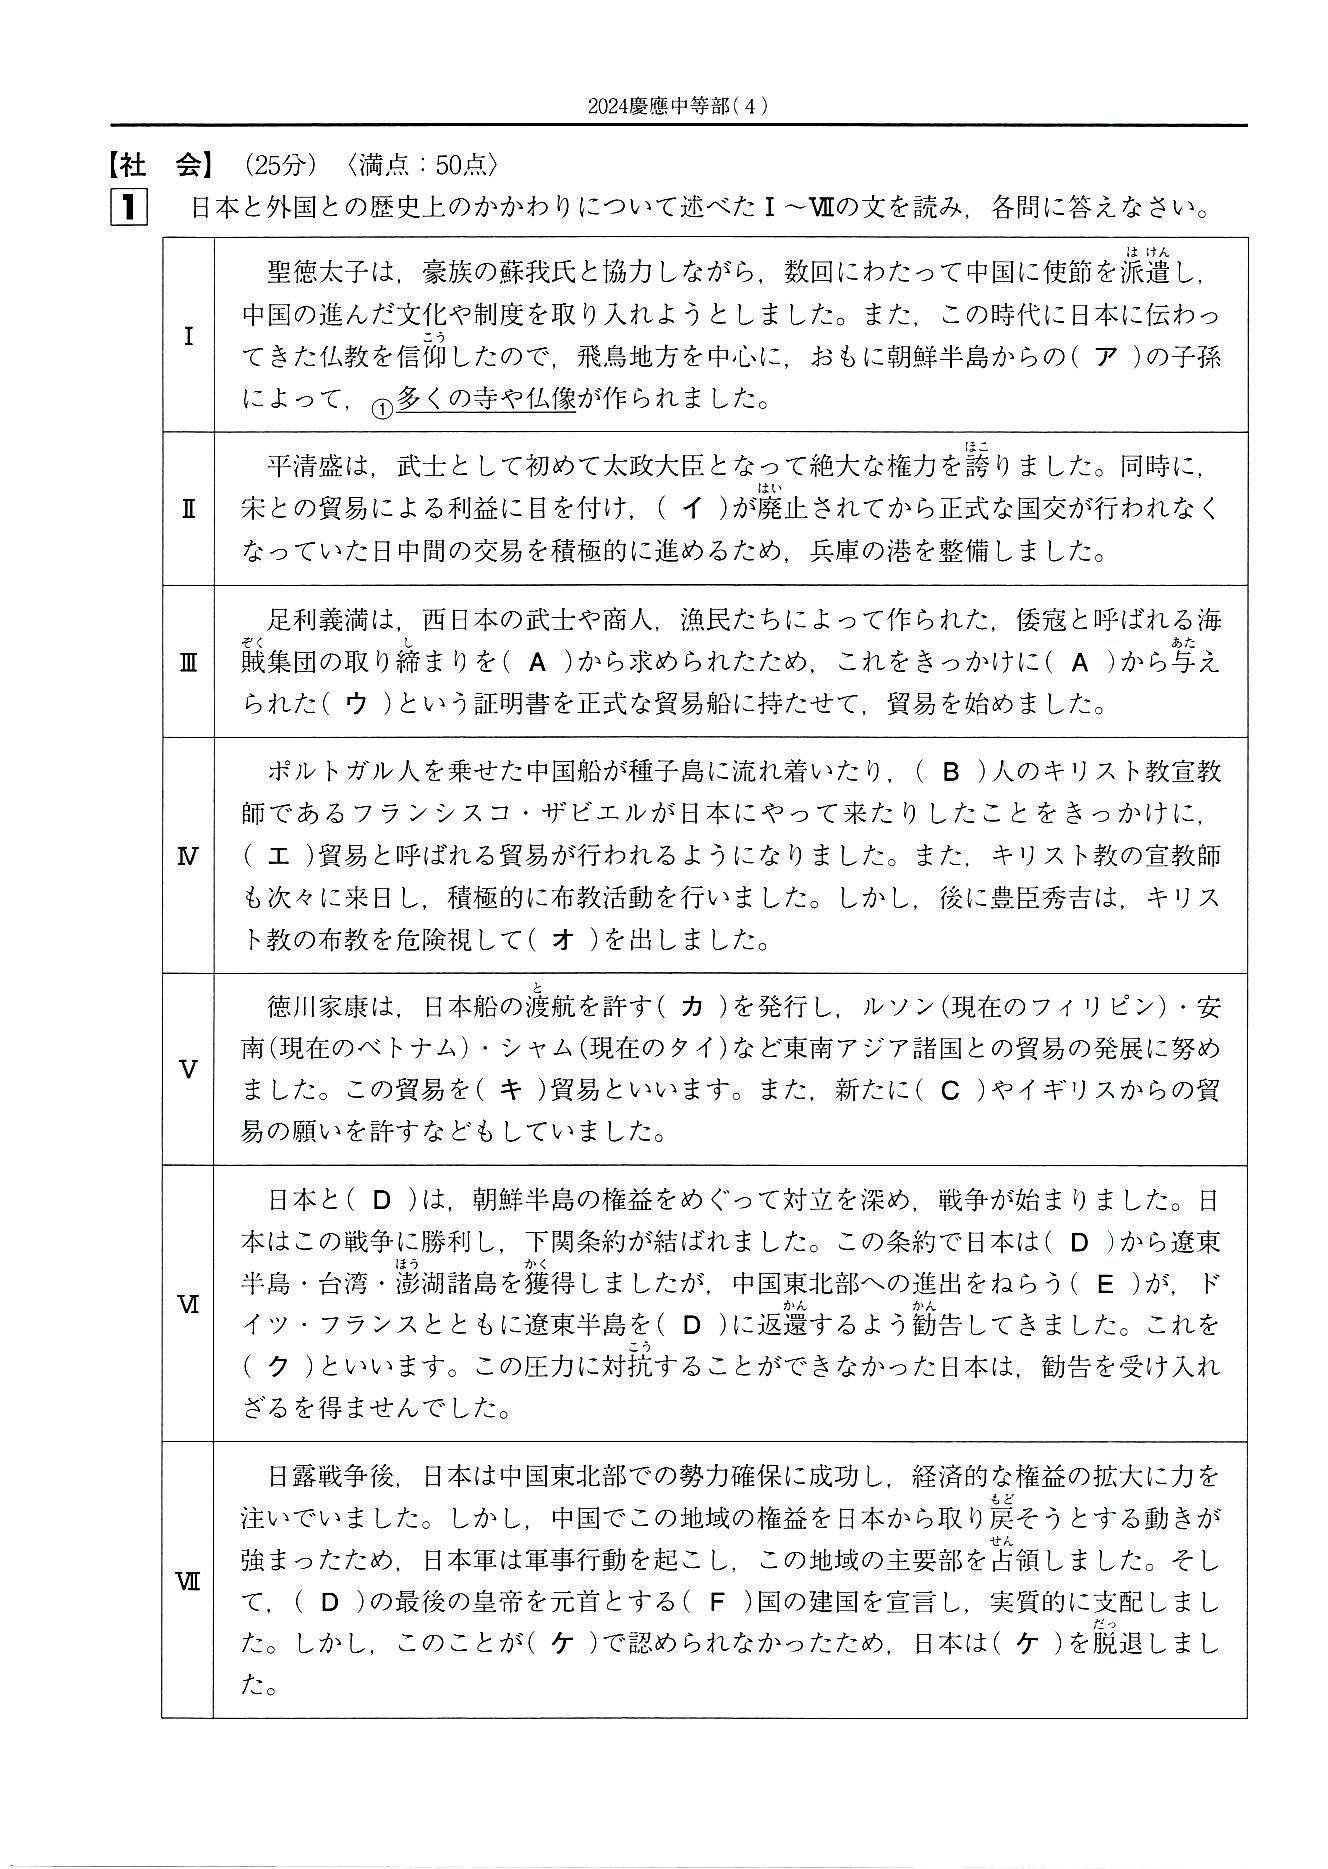 2024慶應中等部(4)
【社 会】 (25分) 〈満点：50点〉
1 日本と外国との歴史上のかかわりについて述べたⅠ～Ⅶの文を読み，各問に答えなさい。
Ⅰ
聖徳太子は，豪族の蘇我氏と協力しながら，数回にわたって中国に使節を派遣し，
中国の進んだ文化や制度を取り入れようとしました。また，この時代に日本に伝わっ
てきた仏教を信仰したので，飛鳥地方を中心に，おもに朝鮮半島からの( ア )の子孫
によって，①多くの寺や仏像が作られました。
Ⅱ
平清盛は，武士として初めて太政大臣となって絶大な権力を誇りました。同時に，
宋との貿易による利益に目を付け，( イ )が廃止されてから正式な国交が行われなく
なっていた日中間の交易を積極的に進めるため，兵庫の港を整備しました。
Ⅲ
足利義満は，西日本の武士や商人，漁民たちによって作られた，倭寇と呼ばれる海
賊集団の取り締まりを( A )から求められたため，これをきっかけに( A )から与え
られた( ウ )という証明書を正式な貿易船に持たせて，貿易を始めました。
Ⅳ
ポルトガル人を乗せた中国船が種子島に流れ着いたり，( B )人のキリスト教宣教
師であるフランシスコ・ザビエルが日本にやって来たりしたことをきっかけに，
( エ )貿易と呼ばれる貿易が行われるようになりました。また，キリスト教の宣教師
も次々に来日し，積極的に布教活動を行いました。しかし，後に豊臣秀吉は，キリス
ト教の布教を危険視して( オ )を出しました。
Ⅴ
徳川家康は，日本船の渡航を許す( カ )を発行し，ルソン(現在のフィリピン)・安
南(現在のベトナム)・シャム(現在のタイ)など東南アジア諸国との貿易の発展に努め
ました。この貿易を( キ )貿易といいます。また，新たに( C )やイギリスからの貿
易の願いを許すなどもしていました。
Ⅵ
日本と( D )は，朝鮮半島の権益をめぐって対立を深め，戦争が始まりました。日
本はこの戦争に勝利し，下関条約が結ばれました。この条約で日本は( D )から遼東
半島・台湾・澎湖諸島を獲得しましたが，中国東北部への進出をねらう( E )が，ド
イツ・フランスとともに遼東半島を( D )に返還するよう勧告してきました。これを
( ク )といいます。この圧力に対抗することができなかった日本は，勧告を受け入れ
ざるを得ませんでした。
Ⅶ
日露戦争後，日本は中国東北部での勢力確保に成功し，経済的な権益の拡大に力を
注いでいました。しかし，中国でこの地域の権益を日本から取り戻そうとする動きが
強まったため，日本軍は軍事行動を起こし，この地域の主要部を占領しました。そし
て，( D )の最後の皇帝を元首とする( F )国の建国を宣言し，実質的に支配しまし
た。しかし，このことが( ケ )で認められなかったため，日本は( ケ )を脱退しまし
た。